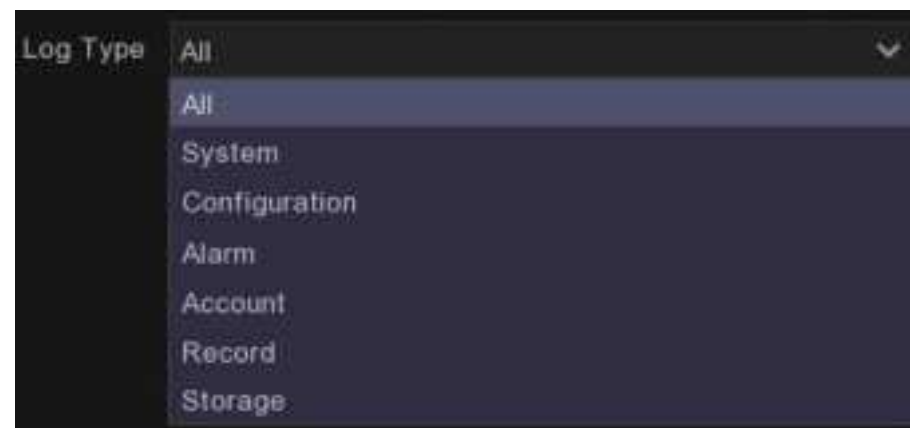 Log Type All
All
System
Configuration
Alarm
Account
Record
Storage